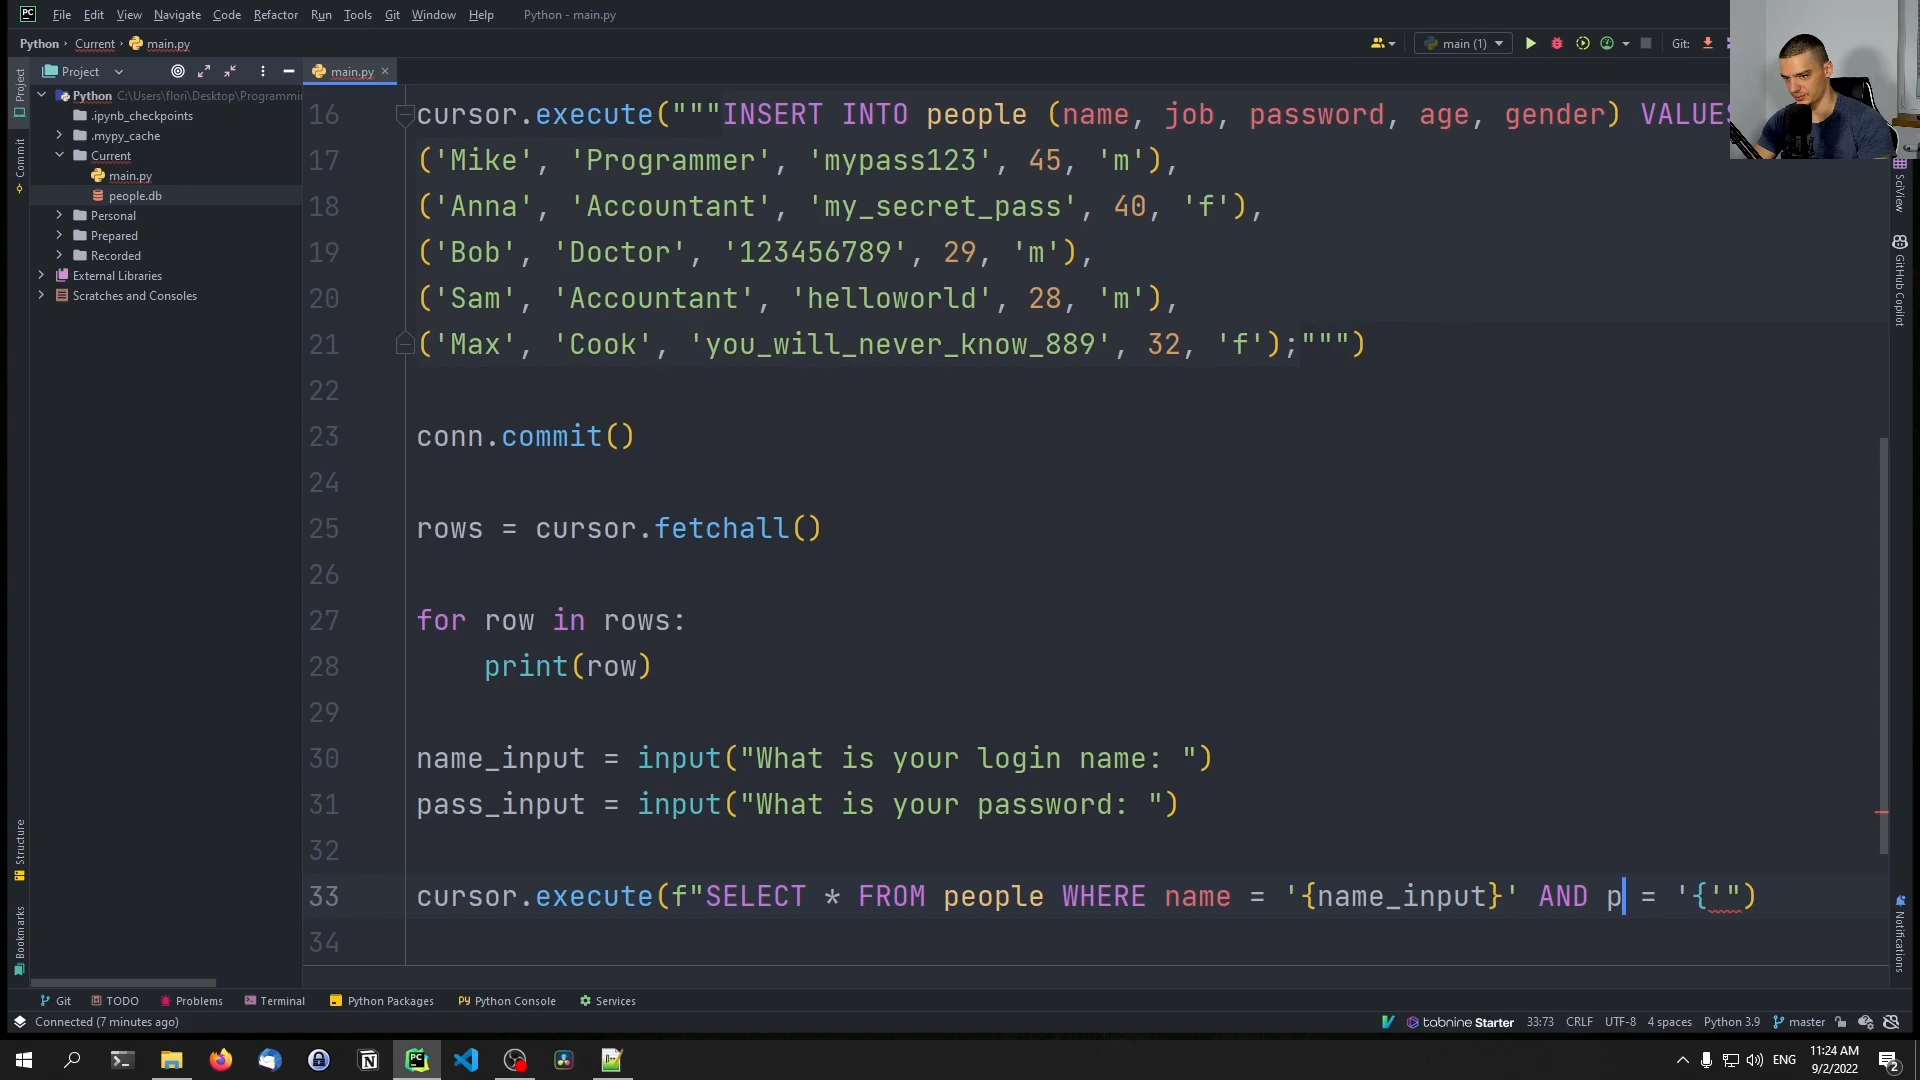 File Edit View Navigate Code Refactor Run Tools Git Window Help Python - main.py
Python Current main.py main (1) Git:
Project main.py
Python C:\Users\flori\Desktop\Programmi
.ipynb_checkpoints
.mypy_cache
Current
main.py
people.db
Personal
Prepared
Recorded
External Libraries
Scratches and Consoles
Project
Commit
Structure
Bookmarks
16 cursor.execute("""INSERT INTO people (name, job, password, age, gender) VALUES
17 ('Mike', 'Programmer', 'mypass123', 45, 'm'),
18 ('Anna', 'Accountant', 'my_secret_pass', 40, 'f'),
19 ('Bob', 'Doctor', '123456789', 29, 'm'),
20 ('Sam', 'Accountant', 'helloworld', 28, 'm'),
21 ('Max', 'Cook', 'you_will_never_know_889', 32, 'f');""")
22
23 conn.commit()
24
25 rows = cursor.fetchall()
26
27 for row in rows:
28 print(row)
29
30 name_input = input("What is your login name: ")
31 pass_input = input("What is your password: ")
32
33 cursor.execute(f"SELECT * FROM people WHERE name = '{name_input}' AND p = '{'")
34
SciView
GitHub Copilot
Notifications
Git TODO Problems Terminal Python Packages Python Console Services
Connected (7 minutes ago) tabnine Starter 33:73 CRLF UTF-8 4 spaces Python 3.9 master
ENG 11:24 AM
9/2/2022
2